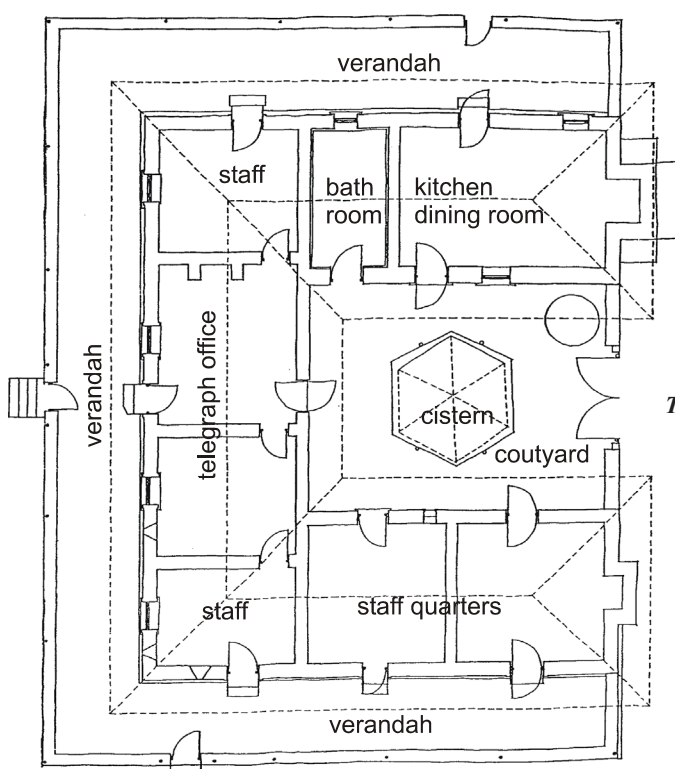 verandah
staff
bath
room
kitchen
dining room
verandah
telegraph office
cistern
coutyard
T
staff
staff quarters
verandah